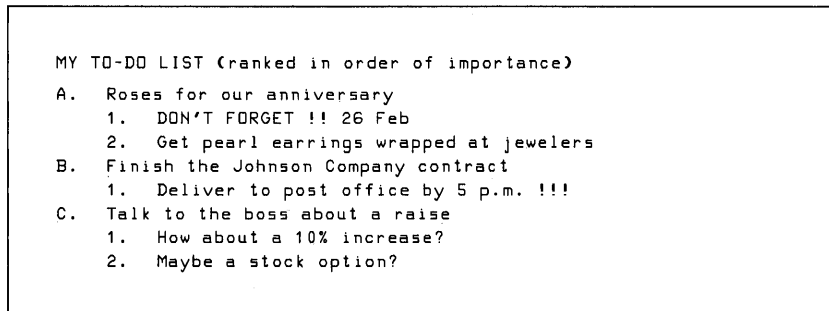 MY TO-DO LIST (ranked in order of importance)
A. Roses for our anniversary
1. DON'T FORGET !! 26 Feb
2. Get pearl earrings wrapped at jewelers
B. Finish the Johnson Company contract
1. Deliver to post office by 5 p.m. !!!
C. Talk to the boss about a raise
1. How about a 10% increase?
2. Maybe a stock option?